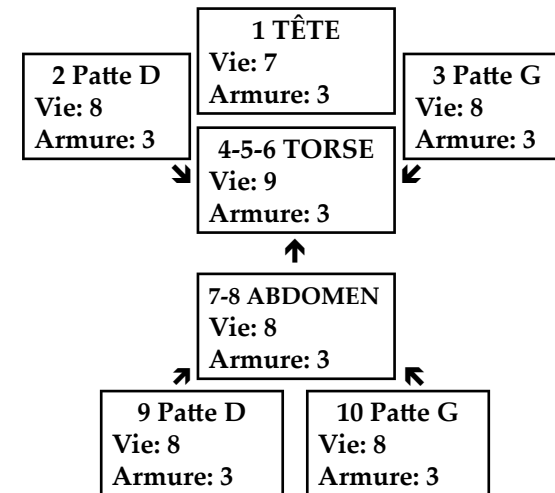 1 TÊTE
Vie: 7
Armure: 3
2 Patte D
Vie: 8
Armure: 3
3 Patte G
Vie: 8
Armure: 3
4-5-6 TORSE
Vie: 9
Armure: 3
7-8 ABDOMEN
Vie: 8
Armure: 3
9 Patte D
Vie: 8
Armure: 3
10 Patte G
Vie: 8
Armure: 3